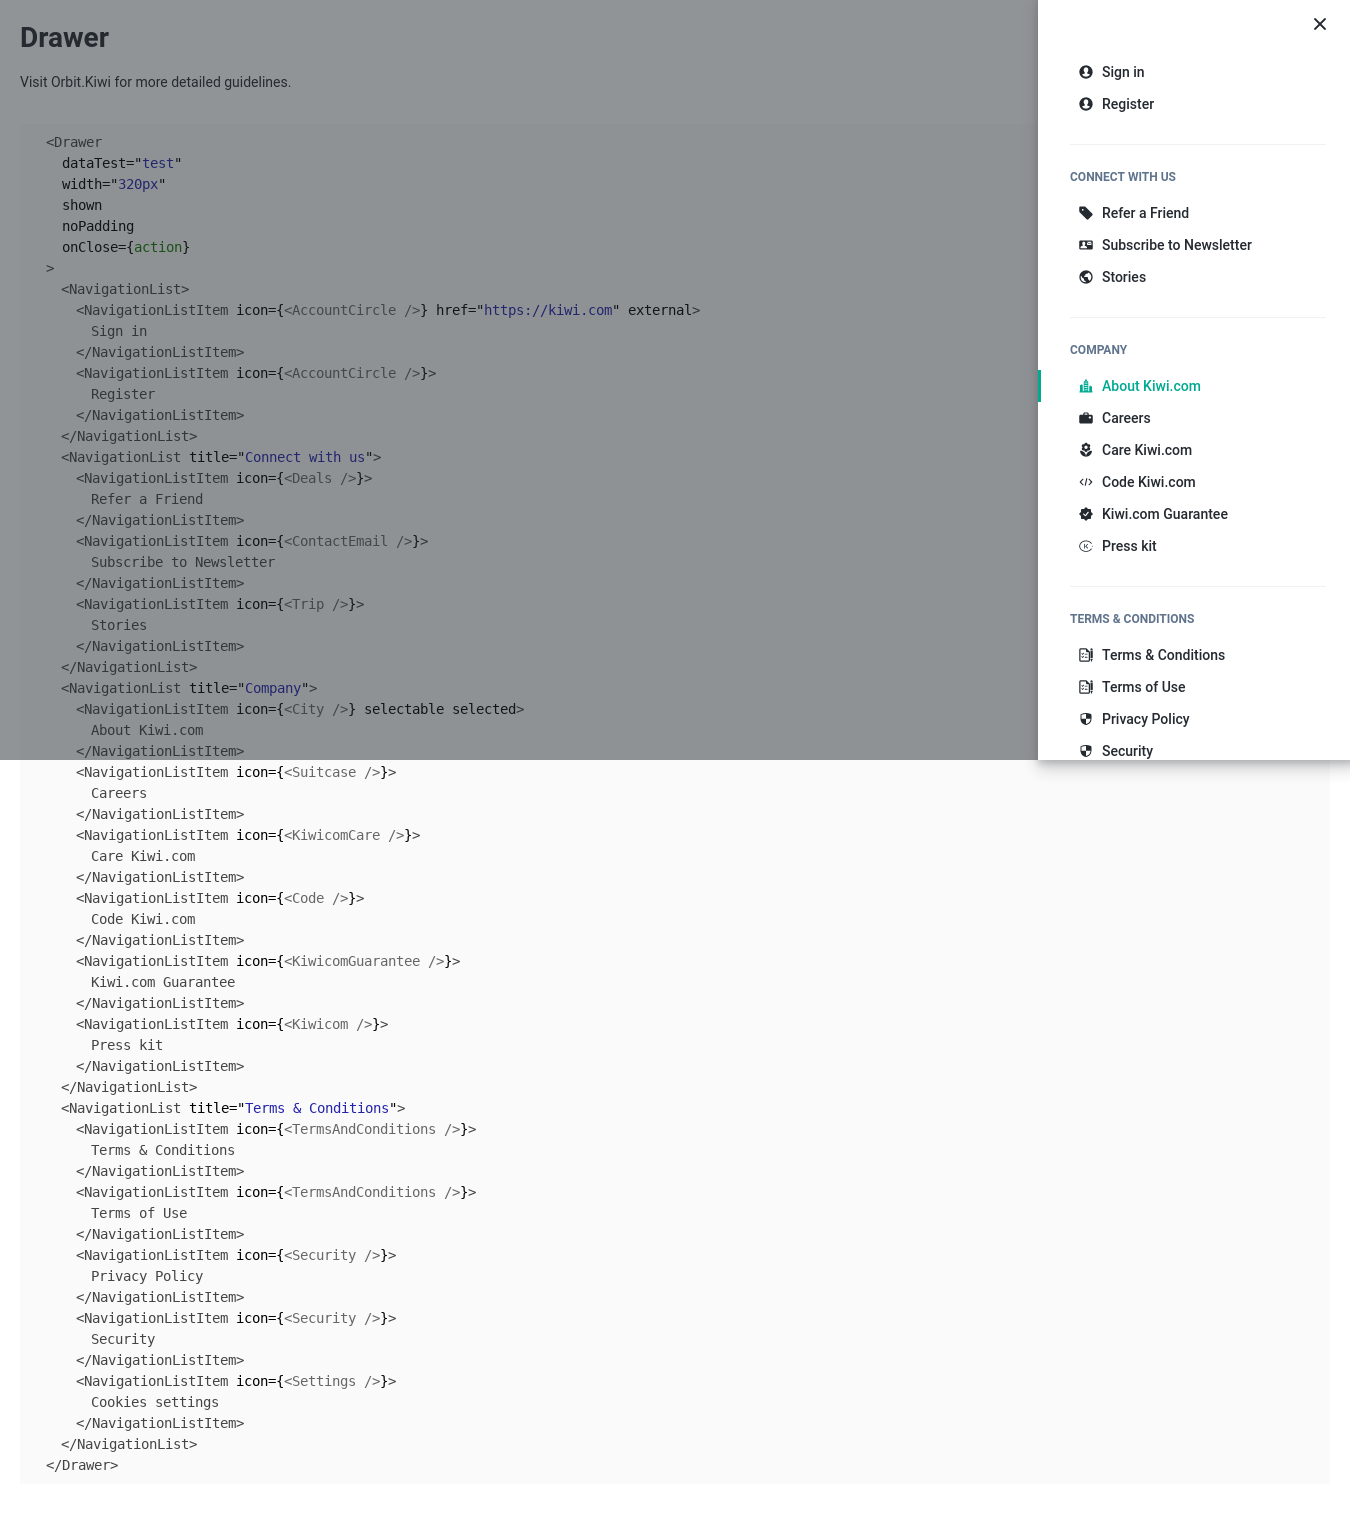 Drawer
Visit Orbit.Kiwi for more detailed guidelines.
<Drawer
dataTest="test"
width="320px"
shown
noPadding
onClose={action}
>
<NavigationList>
<NavigationListItem icon={<AccountCircle />} href="https://kiwi.com" external>
Sign in
</NavigationListItem>
<NavigationListItem icon={<AccountCircle />}>
Register
</NavigationListItem>
</NavigationList>
<NavigationList title="Connect with us">
<NavigationListItem icon={<Deals />}>
Refer a Friend
</NavigationListItem>
<NavigationListItem icon={<ContactEmail />}>
Subscribe to Newsletter
</NavigationListItem>
<NavigationListItem icon={<Trip />}>
Stories
</NavigationListItem>
</NavigationList>
<NavigationList title="Company">
<NavigationListItem icon={<City />} selectable selected>
About Kiwi.com
</NavigationListItem>
<NavigationListItem icon={<Suitcase />}>
Careers
</NavigationListItem>
<NavigationListItem icon={<KiwicomCare />}>
Care Kiwi.com
</NavigationListItem>
<NavigationListItem icon={<Code />}>
Code Kiwi.com
</NavigationListItem>
<NavigationListItem icon={<KiwicomGuarantee />}>
Kiwi.com Guarantee
</NavigationListItem>
<NavigationListItem icon={<Kiwicom />}>
Press kit
</NavigationListItem>
</NavigationList>
<NavigationList title="Terms & Conditions">
<NavigationListItem icon={<TermsAndConditions />}>
Terms & Conditions
</NavigationListItem>
<NavigationListItem icon={<TermsAndConditions />}>
Terms of Use
</NavigationListItem>
<NavigationListItem icon={<Security />}>
Privacy Policy
</NavigationListItem>
<NavigationListItem icon={<Security />}>
Security
</NavigationListItem>
<NavigationListItem icon={<Settings />}>
Cookies settings
</NavigationListItem>
</NavigationList>
</Drawer>
Sign in
Register
CONNECT WITH US
Refer a Friend
Subscribe to Newsletter
Stories
COMPANY
About Kiwi.com
Careers
Care Kiwi.com
Code Kiwi.com
Kiwi.com Guarantee
Press kit
TERMS & CONDITIONS
Terms & Conditions
Terms of Use
Privacy Policy
Security